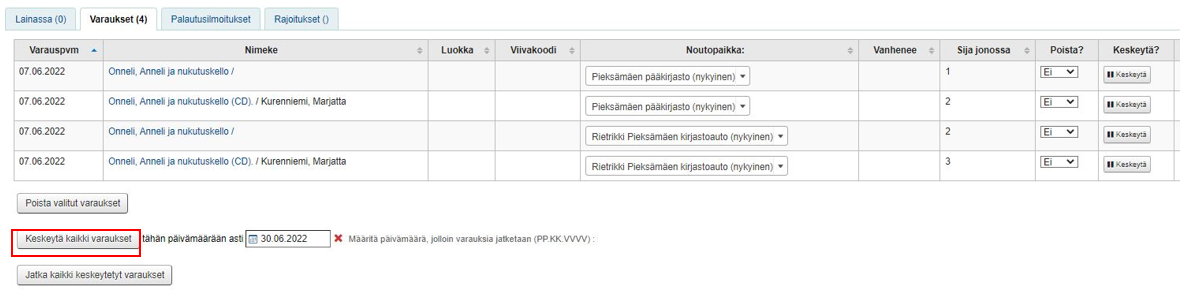 Lainassa (0) Varaukset (4) Palautusilmoitukset Rajoitukset ()
Varauspvm Nimeke Luokka Viivakoodi Noutopaikka: Vanhenee Sija jonossa Poista? Keskeytä?
07.06.2022 Onneli, Anneli ja nukutuskello / Pieksämäen pääkirjasto (nykyinen) 1 Ei Keskeytä
07.06.2022 Onneli, Anneli ja nukutuskello (CD). / Kurenniemi, Marjatta Pieksämäen pääkirjasto (nykyinen) 2 Ei Keskeytä
07.06.2022 Onneli, Anneli ja nukutuskello / Rietrikki Pieksämäen kirjastoauto (nykyinen) 2 Ei Keskeytä
07.06.2022 Onneli, Anneli ja nukutuskello (CD). / Kurenniemi, Marjatta Rietrikki Pieksämäen kirjastoauto (nykyinen) 3 Ei Keskeytä
Poista valitut varaukset
Keskeytä kaikki varaukset tähän päivämäärään asti 30.06.2022 Määritä päivämäärä, jolloin varauksia jatketaan (PP.KK.VVVV) :
Jatka kaikki keskeytetyt varaukset